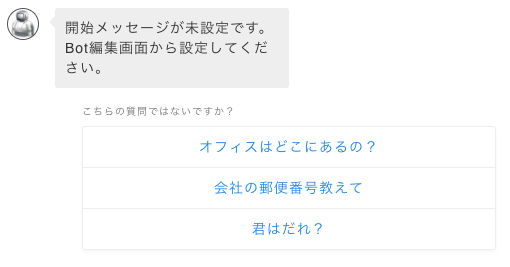 開始メッセージが未設定です。
Bot編集画面から設定してくだ
さい。
こちらの質問ではないですか？
オフィスはどこにあるの？
会社の郵便番号教えて
君はだれ？